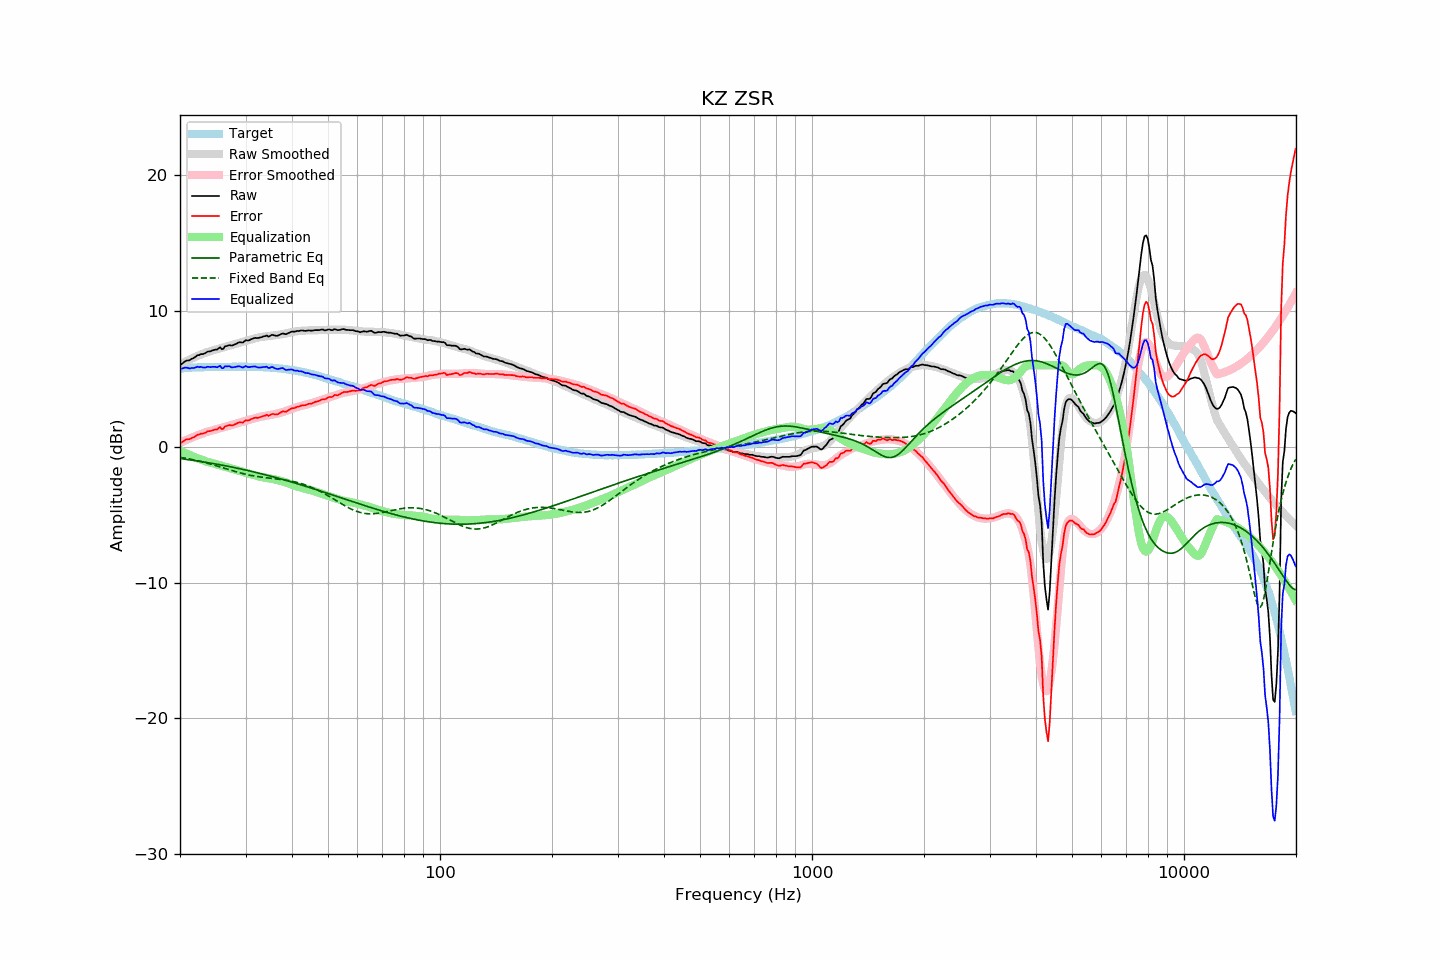 KZ ZSR
Target
Raw Smoothed
Error Smoothed
Raw
Error
Equalization
Parametric Eq
Fixed Band Eq
Equalized
20
10
0
−10
−20
−30
Amplitude (dBr)
100
1000
10000
Frequency (Hz)